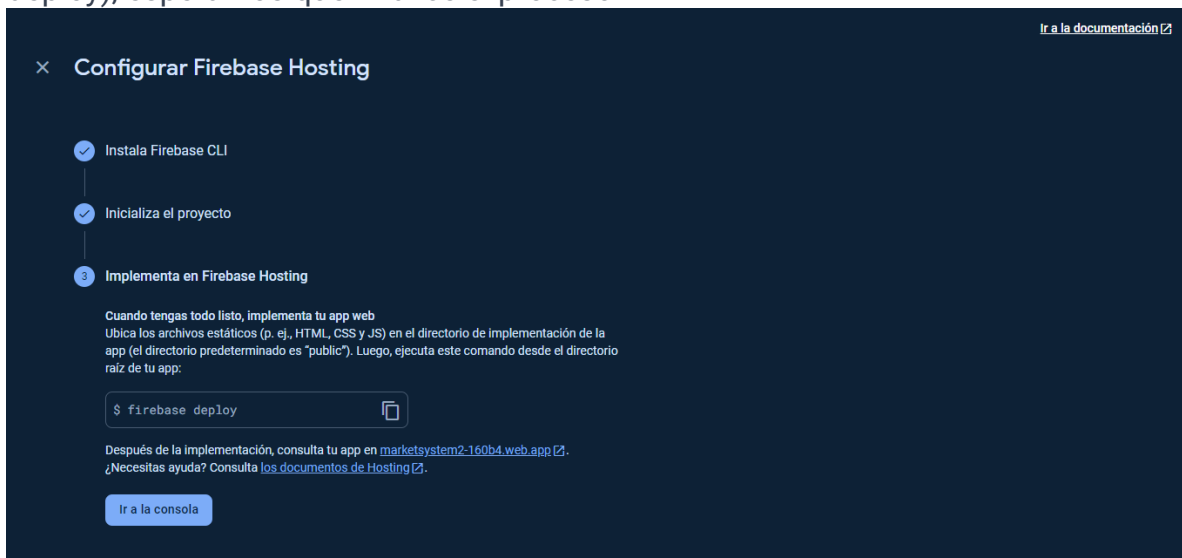 Ir a la documentación
Configurar Firebase Hosting
Instala Firebase CLI
Inicializa el proyecto
3 Implementa en Firebase Hosting
Cuando tengas todo listo, implementa tu app web
Ubica los archivos estáticos (p. ej., HTML, CSS y JS) en el directorio de implementación de la
app (el directorio predeterminado es “public”). Luego, ejecuta este comando desde el directorio
raíz de tu app:
$ firebase deploy
Después de la implementación, consulta tu app en marketsystem2-160b4.web.app.
¿Necesitas ayuda? Consulta los documentos de Hosting.
Ir a la consola